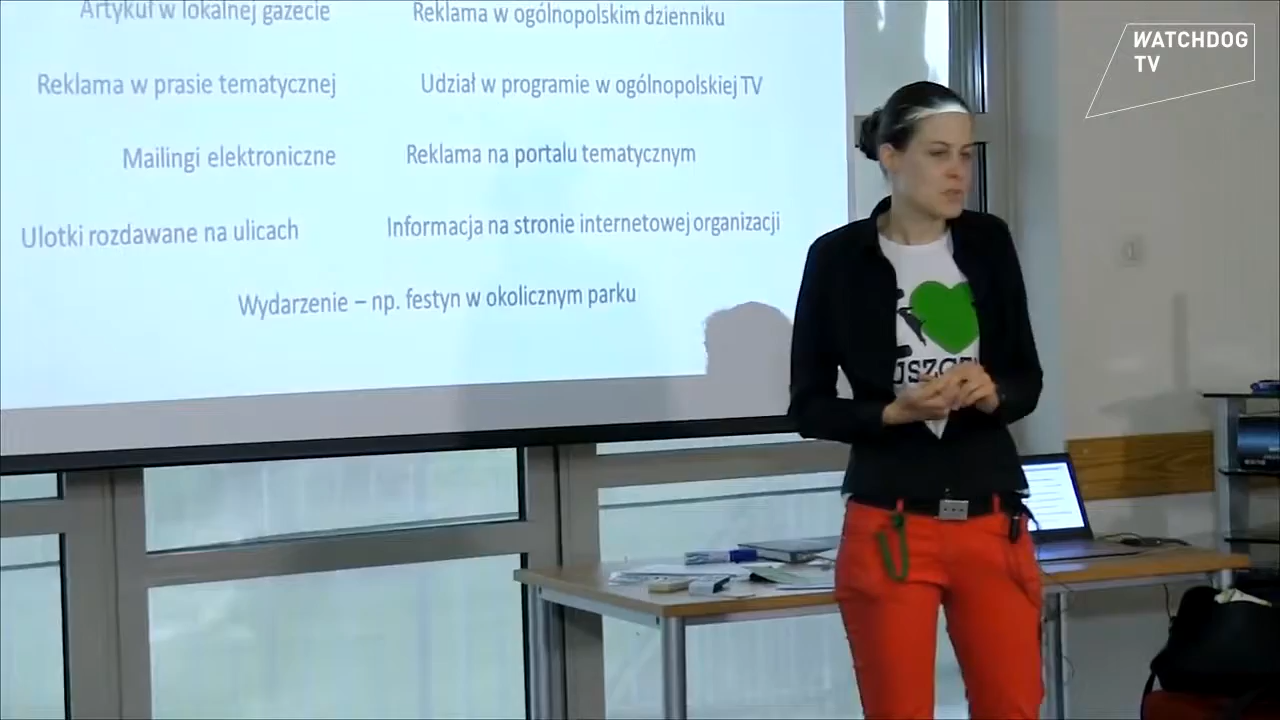 Artykuł w lokalnej gazecie
Reklama w ogólnopolskim dzienniku
Reklama w prasie tematycznej
Udział w programie w ogólnopolskiej TV
Mailingi elektroniczne
Reklama na portalu tematycznym
Ulotki rozdawane na ulicach
Informacja na stronie internetowej organizacji
Wydarzenie – np. festyn w okolicznym parku
WATCHDOG
TV